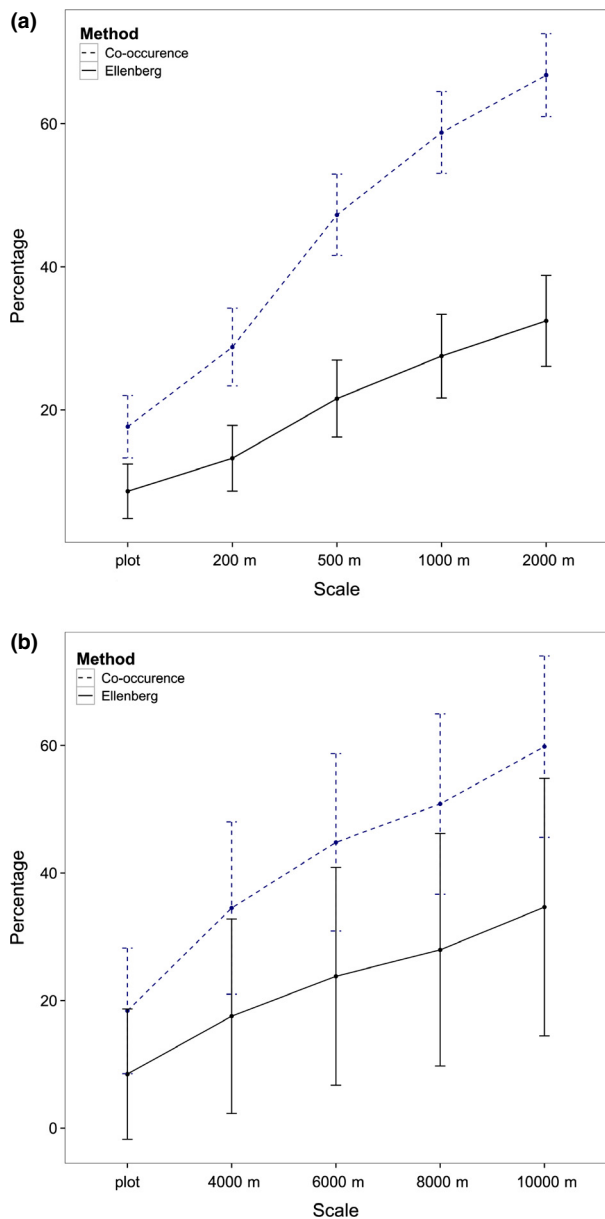 (a)
Method
Co-occurence
Ellenberg
60
40
20
Percentage
plot 200 m 500 m 1000 m 2000 m
Scale
(b)
Method
Co-occurence
Ellenberg
60
40
20
0
Percentage
plot 4000 m 6000 m 8000 m 10000 m
Scale